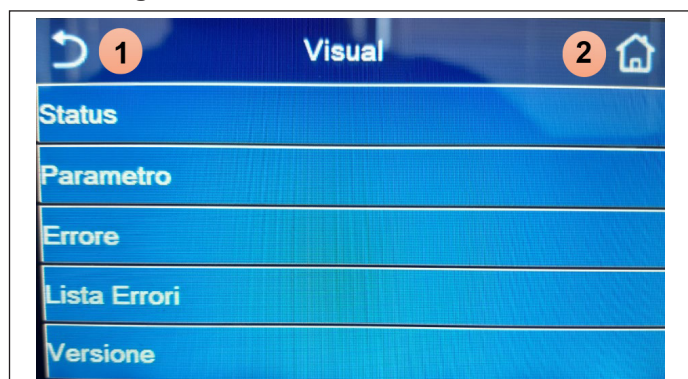 1 Visual 2
Status
Parametro
Errore
Lista Errori
Versione